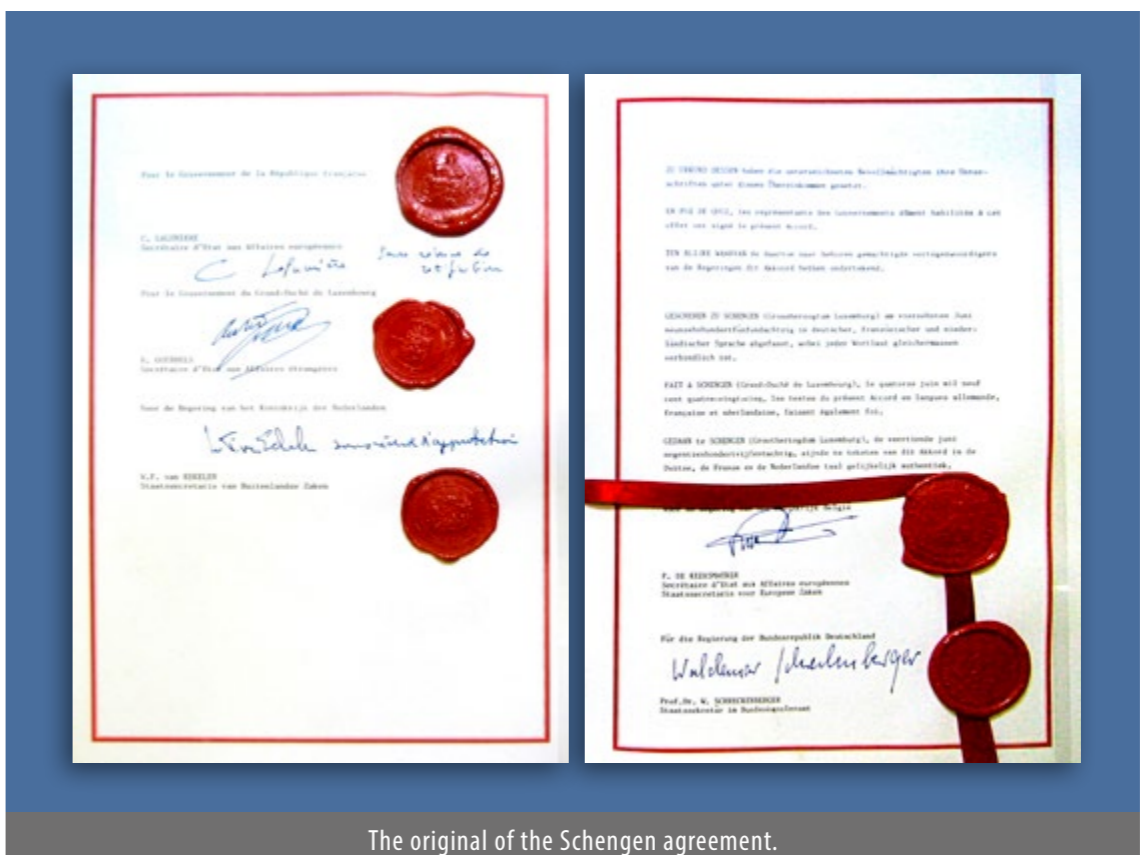 Pour le Gouvernement de la République française
C. LALUMIERE
Secrétaire d'Etat aux Affaires européennes
C Lalumière
Pour le Gouvernement du Grand-Duché de Luxembourg
R. GOEBBELS
Secrétaire d'Etat aux Affaires étrangères
Voor de Regering van het Koninkrijk der Nederlanden
W.F. van EEKELEN
Staatssecretaris van Buitenlandse Zaken
ZU URKUND DESSEN haben die unterzeichneten Bevollmächtigten ihre Unter-
schriften unter dieses Übereinkommen gesetzt.
EN FOI DE QUOI, les représentants des Gouvernements dûment habilités à cet
effet ont signé le présent Accord.
TEN BLIJKE WAARVAN de daartoe naar behoren gemachtigde vertegenwoordigers
van de Regeringen dit Akkoord hebben ondertekend.
GESCHEHEN ZU SCHENGEN (Grossherzogtum Luxemburg) am vierzehnten Juni
neunzehnhundertfünfundachtzig in deutscher, französischer und nieder-
ländischer Sprache abgefasst, wobei jeder Wortlaut gleichermassen
verbindlich ist.
FAIT A SCHENGEN (Grand-Duché de Luxembourg), le quatorze juin mil neuf
cent quatre-vingt-cinq, les textes du présent Accord en langues allemande,
française et néerlandaise, faisant également foi.
GEDAAN te SCHENGEN (Groothertogdom Luxemburg), de veertiende juni
negentienhonderdvijfentachtig, zijnde de teksten van dit Akkoord in de
Duitse, de Franse en de Nederlandse taal gelijkelijk authentiek.
België
P. DE KEERSMAEKER
Secrétaire d'Etat aux Affaires européennes
Staatssecretaris voor Europese Zaken
Für die Regierung der Bundesrepublik Deutschland
Waldemar Schreckenberger
Prof.Dr. W. SCHRECKENBERGER
Staatssekretär im Bundeskanzleramt
The original of the Schengen agreement.